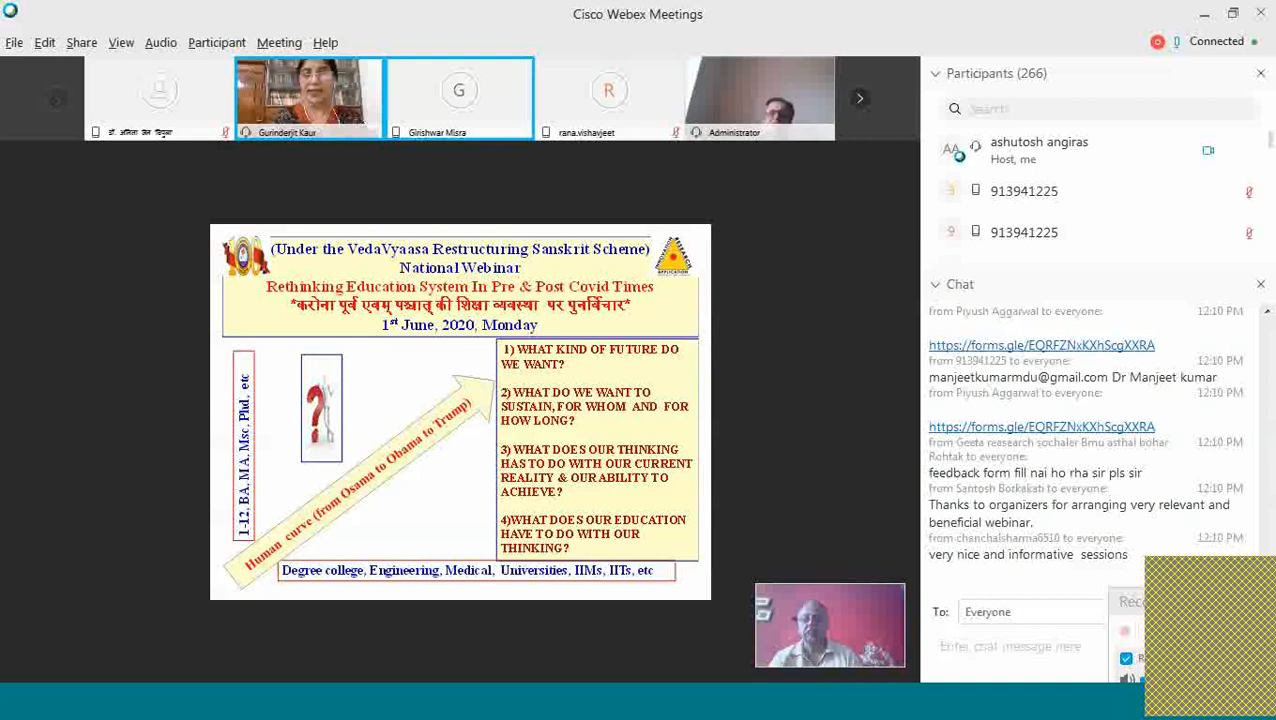 Cisco Webex Meetings
File Edit Share View Audio Participant Meeting Help
Connected
डॉ. अनिता जैन विपुला
Gurinderjit Kaur
G
Girishwar Misra
R
rana.vishavjeet
Administrator
Participants (266)
Search
AA
ashutosh angiras
Host, me
3
913941225
9
913941225
(Under the VedaVyaasa Restructuring Sanskrit Scheme)
National Webinar
Rethinking Education System In Pre & Post Covid Times
*करोना पूर्व एवम् पश्चात् की शिक्षा व्यवस्था पर पुनर्विचार*
1st June, 2020, Monday
RESEARCH
APPLICATION
1-12, BA, MA, Msc, Phd, etc
Human curve (from Osama to Obama to Trump)
1) WHAT KIND OF FUTURE DO
WE WANT?
2) WHAT DO WE WANT TO
SUSTAIN, FOR WHOM AND FOR
HOW LONG?
3) WHAT DOES OUR THINKING
HAS TO DO WITH OUR CURRENT
REALITY & OUR ABILITY TO
ACHIEVE?
4)WHAT DOES OUR EDUCATION
HAVE TO DO WITH OUR
THINKING?
Degree college, Engineering, Medical, Universities, IIMs, IITs, etc
Chat
from Piyush Aggarwal to everyone: 12:10 PM
https://forms.gle/EQRFZNxKXhScgXXRA
from 913941225 to everyone: 12:10 PM
manjeetkumarmdu@gmail.com Dr Manjeet kumar
from Piyush Aggarwal to everyone: 12:10 PM
https://forms.gle/EQRFZNxKXhScgXXRA
from Geeta reasearch sochaler Bmu asthal bohar 12:10 PM
Rohtak to everyone:
feedback form fill nai ho rha sir pls sir
from Santosh Borkakati to everyone: 12:10 PM
Thanks to organizers for arranging very relevant and
beneficial webinar.
from chanchalsharma6510 to everyone: 12:10 PM
very nice and informative sessions
To: Everyone
Enter chat message here